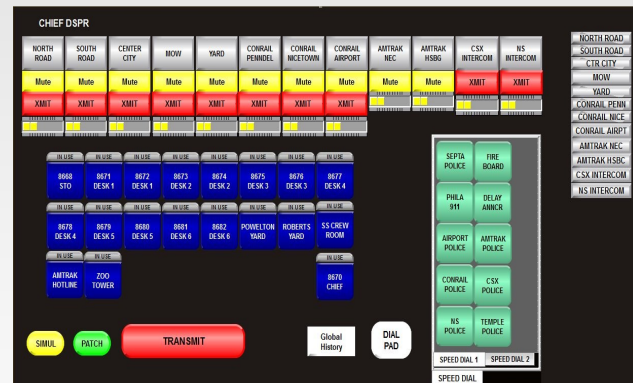 CHIEF DSPR
NORTH ROAD
SOUTH ROAD
CENTER CITY
MOW
YARD
CONRAIL PENNDEL
CONRAIL NICETOWN
CONRAIL AIRPORT
AMTRAK NEC
AMTRAK HSBG
CSX INTERCOM
NS INTERCOM
Mute Mute Mute Mute Mute Mute Mute Mute Mute Mute XMIT XMIT
XMIT XMIT XMIT XMIT XMIT XMIT XMIT XMIT
IN USE IN USE IN USE IN USE IN USE IN USE IN USE IN USE
8668 STO
8671 DESK 1
8672 DESK 1
8673 DESK 2
8674 DESK 2
8675 DESK 3
8676 DESK 3
8677 DESK 4
IN USE IN USE IN USE IN USE IN USE IN USE IN USE IN USE
8678 DESK 4
8679 DESK 5
8680 DESK 5
8681 DESK 6
8682 DESK 6
POWELTON YARD
ROBERTS YARD
SS CREW ROOM
IN USE IN USE IN USE
AMTRAK HOTLINE
ZOO TOWER
8670 CHIEF
SIMUL
PATCH
TRANSMIT
Global History
DIAL PAD
SEPTA POLICE
FIRE BOARD
PHILA 911
DELAY ANNCR
AIRPORT POLICE
AMTRAK POLICE
CONRAIL POLICE
CSX POLICE
NS POLICE
TEMPLE POLICE
SPEED DIAL 1
SPEED DIAL 2
SPEED DIAL
NORTH ROAD
SOUTH ROAD
CTR CITY
MOW
YARD
CONRAIL PENN
CONRAIL NICE
CONRAIL AIRPT
AMTRAK NEC
AMTRAK HSBC
CSX INTERCOM
NS INTERCOM